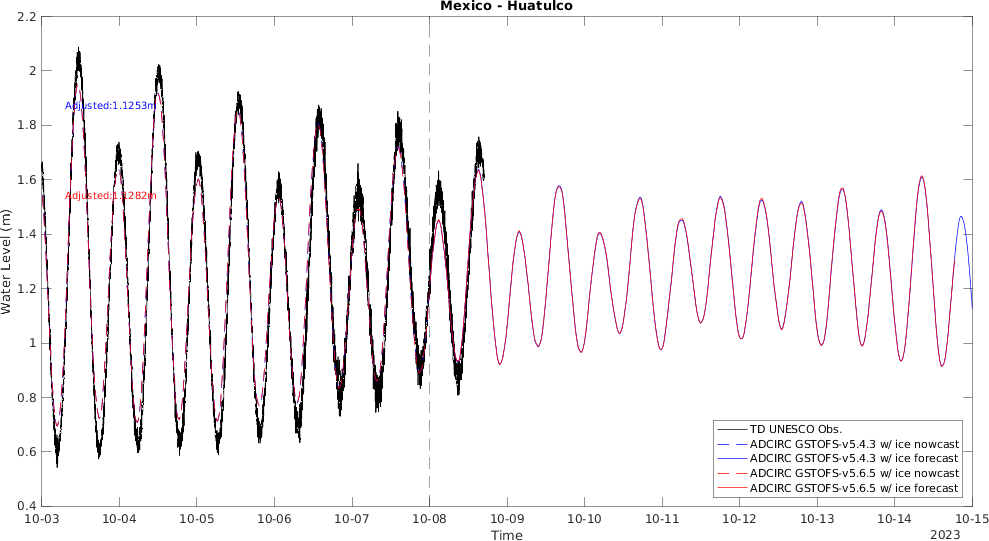 Mexico - Huatulco
2.2
2
1.8
1.6
1.4
1.2
1
0.8
0.6
0.4
Water Level (m)
Adjusted:1.1253m
Adjusted:1.1282m
TD UNESCO Obs.
ADCIRC GSTOFS-v5.4.3 w/ ice nowcast
ADCIRC GSTOFS-v5.4.3 w/ ice forecast
ADCIRC GSTOFS-v5.6.5 w/ ice nowcast
ADCIRC GSTOFS-v5.6.5 w/ ice forecast
10-03 10-04 10-05 10-06 10-07 10-08 10-09 10-10 10-11 10-12 10-13 10-14 10-15
Time
2023